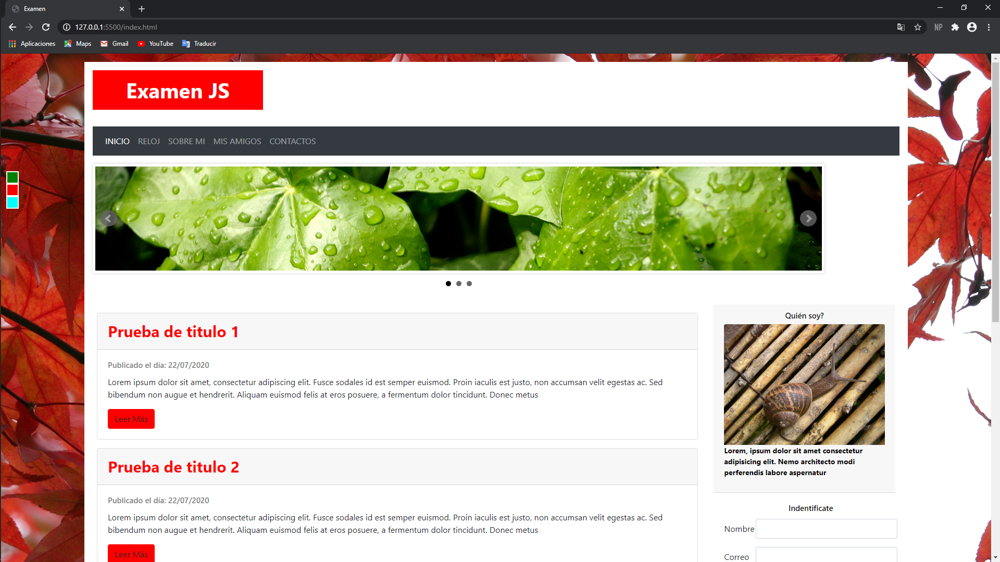 Examen
127.0.0.1:5500/index.html
NP
Aplicaciones Maps Gmail YouTube Traducir
Examen JS
INICIO RELOJ SOBRE MI MIS AMIGOS CONTACTOS
Prueba de titulo 1
Publicado el día: 22/07/2020
Lorem ipsum dolor sit amet, consectetur adipiscing elit. Fusce sodales id est semper euismod. Proin iaculis est justo, non accumsan velit egestas ac. Sed
bibendum non augue et hendrerit. Aliquam euismod felis at eros posuere, a fermentum dolor tincidunt. Donec metus
Leer Más
Prueba de titulo 2
Publicado el día: 22/07/2020
Lorem ipsum dolor sit amet, consectetur adipiscing elit. Fusce sodales id est semper euismod. Proin iaculis est justo, non accumsan velit egestas ac. Sed
bibendum non augue et hendrerit. Aliquam euismod felis at eros posuere, a fermentum dolor tincidunt. Donec metus
Leer Más
Quién soy?
Lorem, ipsum dolor sit amet consectetur
adipisicing elit. Nemo architecto modi
perferendis labore aspernatur
Indentificate
Nombre
Correo